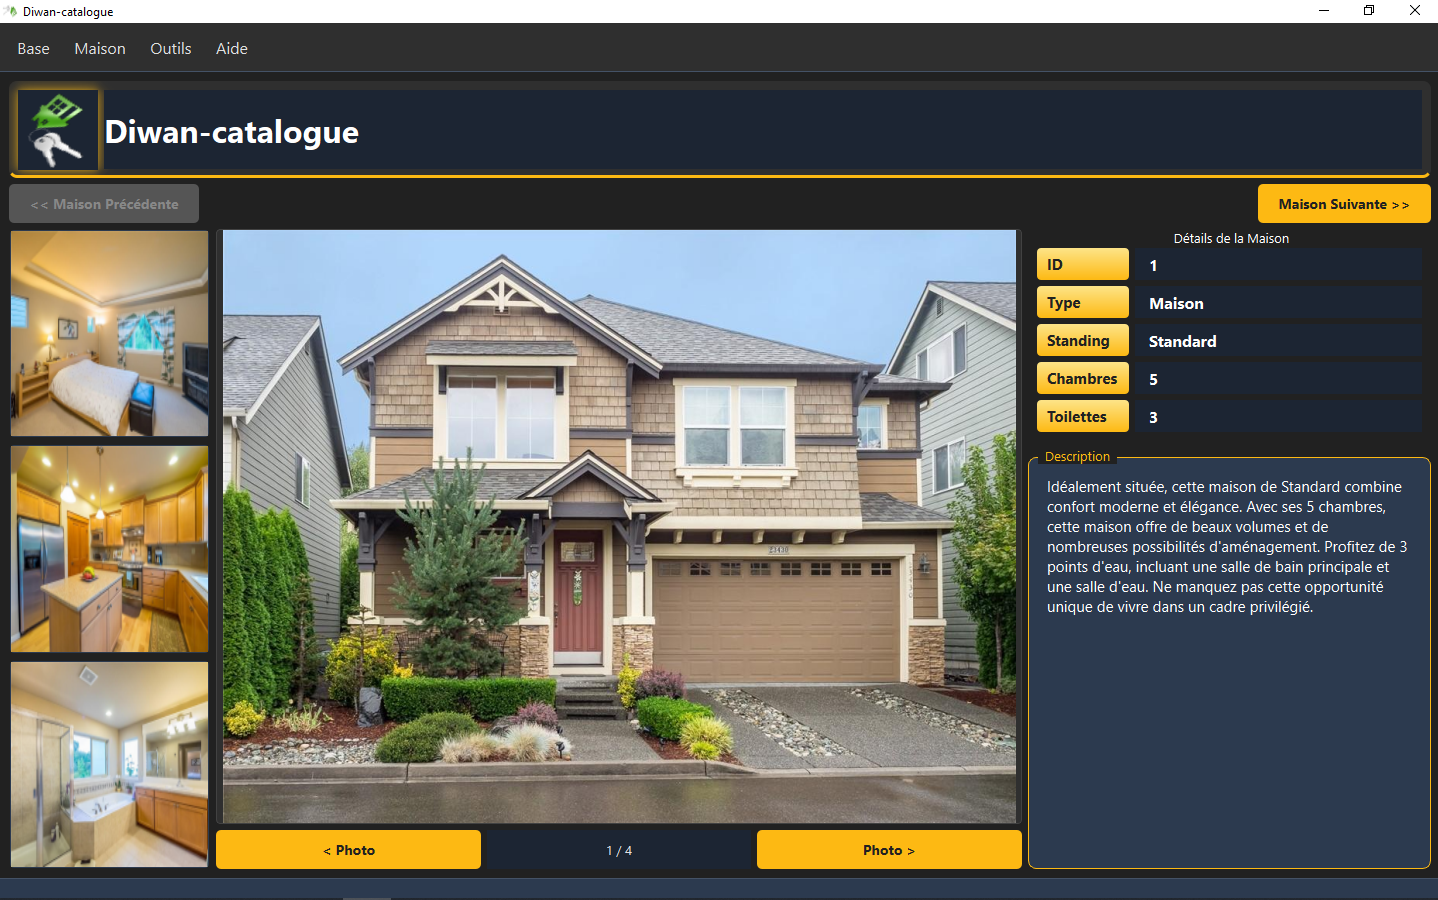 Diwan-catalogue
Base Maison Outils Aide
Diwan-catalogue
<< Maison Précédente
Maison Suivante >>
Détails de la Maison
ID 1
Type Maison
Standing Standard
Chambres 5
Toilettes 3
Description
Idéalement située, cette maison de Standard combine
confort moderne et élégance. Avec ses 5 chambres,
cette maison offre de beaux volumes et de
nombreuses possibilités d'aménagement. Profitez de 3
points d'eau, incluant une salle de bain principale et
une salle d'eau. Ne manquez pas cette opportunité
unique de vivre dans un cadre privilégié.
23430
< Photo
1 / 4
Photo >